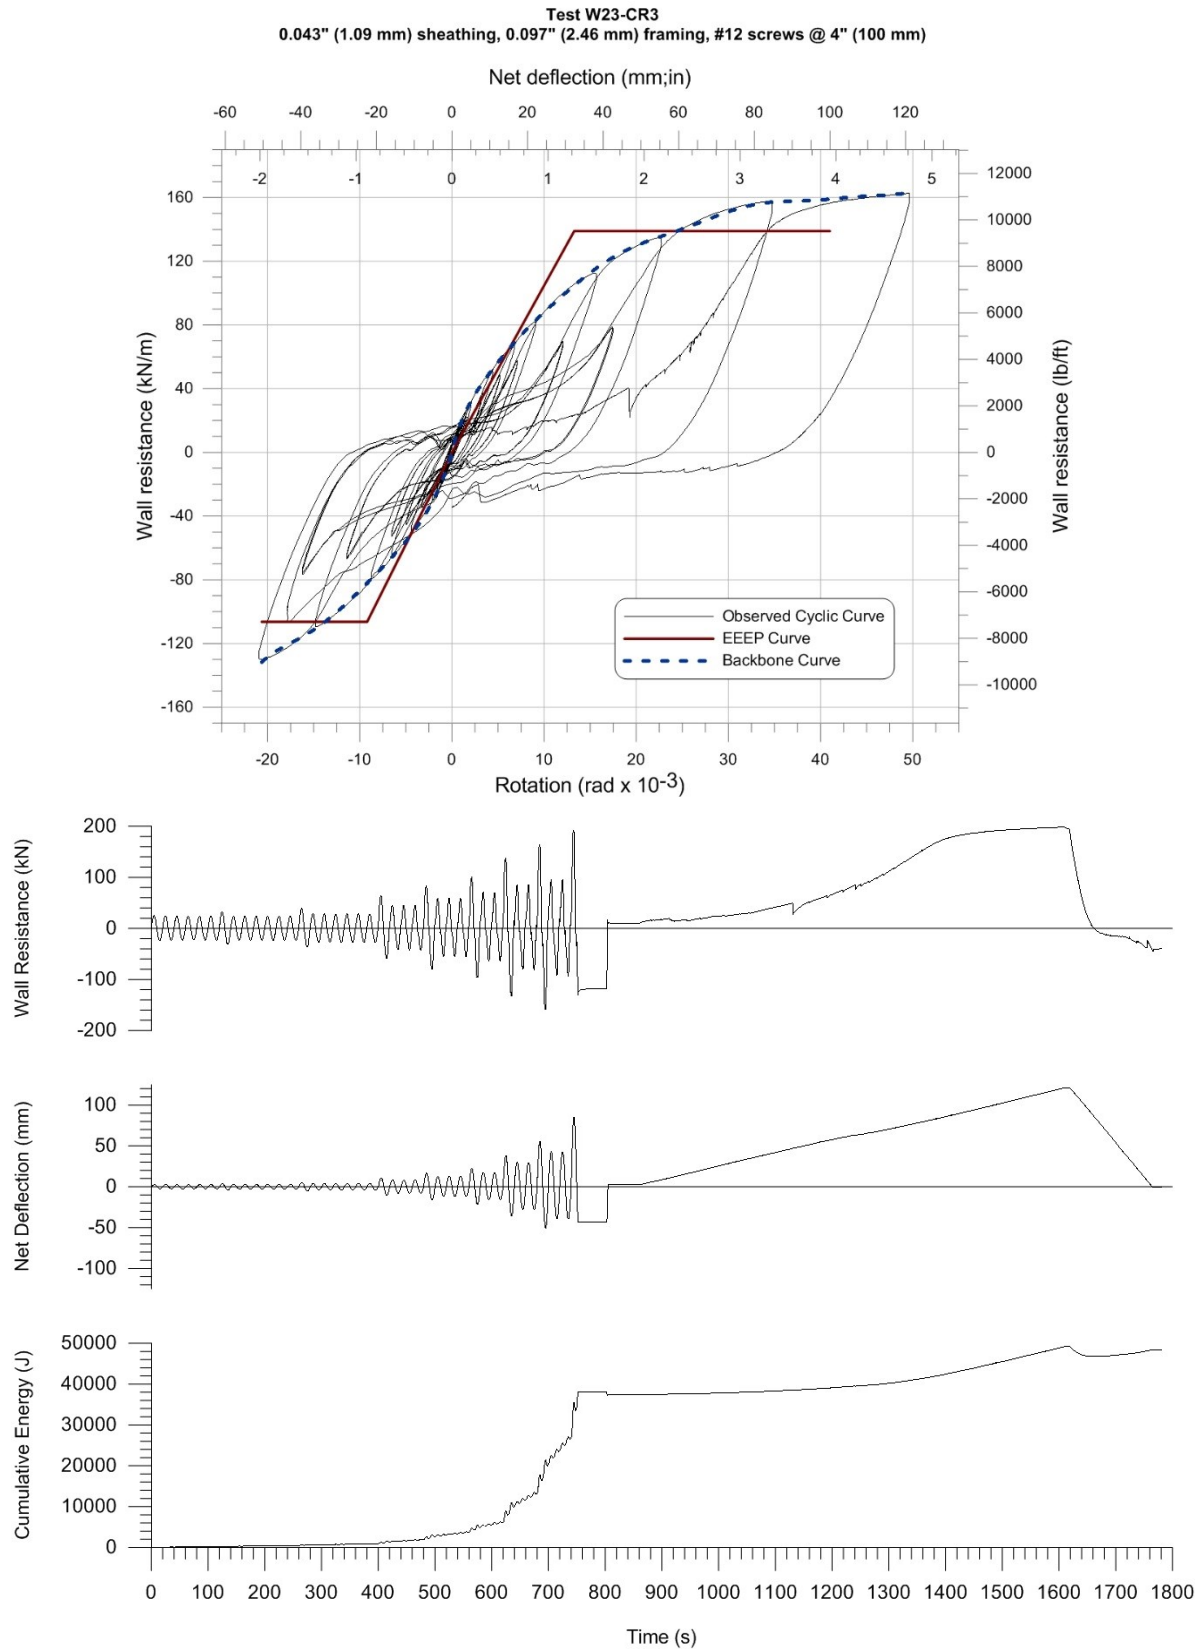 Test W23-CR3
0.043" (1.09 mm) sheathing, 0.097" (2.46 mm) framing, #12 screws @ 4" (100 mm)
Net deflection (mm;in)
-60 -40 -20 0 20 40 60 80 100 120
-2 -1 0 1 2 3 4 5
Wall resistance (kN/m)
160
120
80
40
0
-40
-80
-120
-160
12000
10000
8000
6000
4000
2000
0
-2000
-4000
-6000
-8000
-10000
Wall resistance (lb/ft)
Observed Cyclic Curve
EEEP Curve
Backbone Curve
-20 -10 0 10 20 30 40 50
Rotation (rad x 10-3)
Wall Resistance (kN)
200
100
0
-100
-200
Net Deflection (mm)
100
50
0
-50
-100
Cumulative Energy (J)
50000
40000
30000
20000
10000
0
0 100 200 300 400 500 600 700 800 900 1000 1100 1200 1300 1400 1500 1600 1700 1800
Time (s)